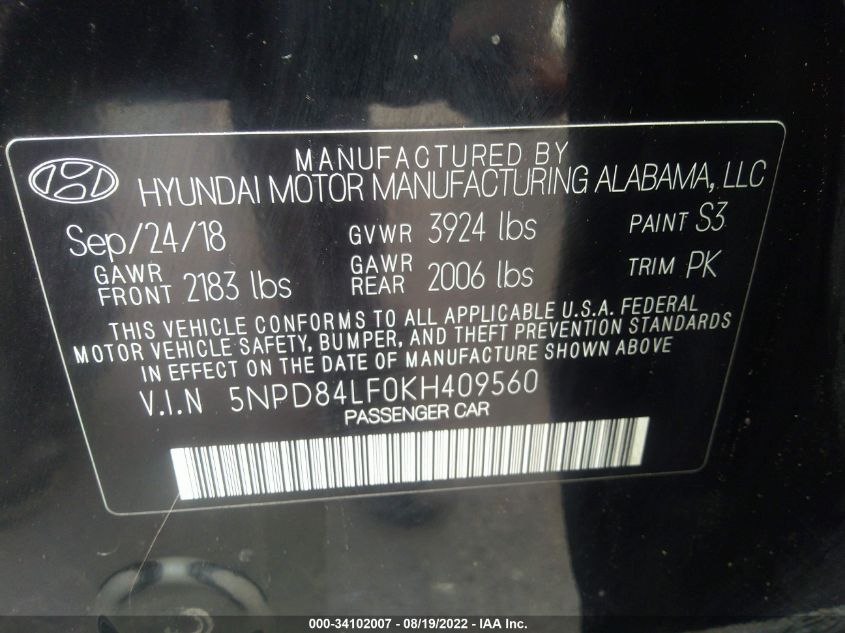 MANUFACTURED BY
HYUNDAI MOTOR MANUFACTURING ALABAMA, LLC
Sep/24/18 GVWR 3924 lbs PAINT S3
GAWR FRONT 2183 lbs GAWR REAR 2006 lbs TRIM PK
THIS VEHICLE CONFORMS TO ALL APPLICABLE U.S.A. FEDERAL
MOTOR VEHICLE SAFETY, BUMPER, AND THEFT PREVENTION STANDARDS
IN EFFECT ON THE DATE OF MANUFACTURE SHOWN ABOVE
V.I.N 5NPD84LF0KH409560
PASSENGER CAR
000-34102007 - 08/19/2022 - IAA Inc.